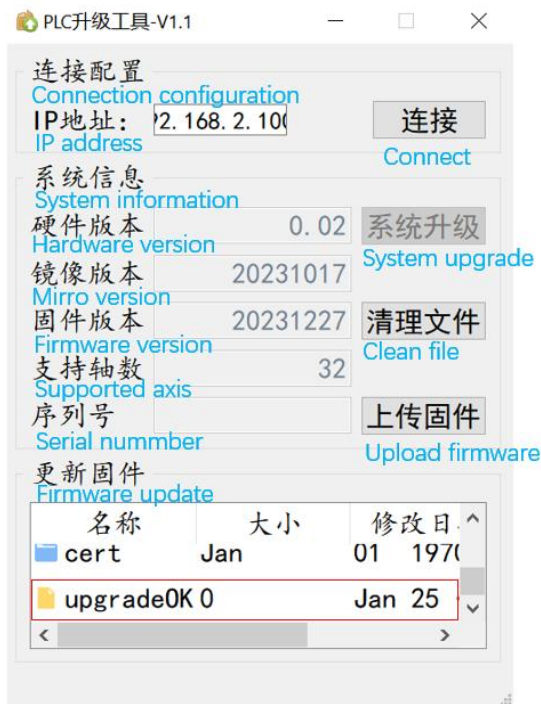 PLC升级工具-V1.1
连接配置
Connection configuration
IP地址: 2.168.2.100 连接
IP address
Connect
系统信息
System information
硬件版本 0.02 系统升级
Hardware version
System upgrade
镜像版本 20231017
Mirro version
固件版本 20231227 清理文件
Firmware version
Clean file
支持轴数 32
Supported axis
序列号 上传固件
Serial nummber
Upload firmware
更新固件
Firmware update
名称 大小 修改日
cert Jan 01 1970
upgradeOK 0 Jan 25